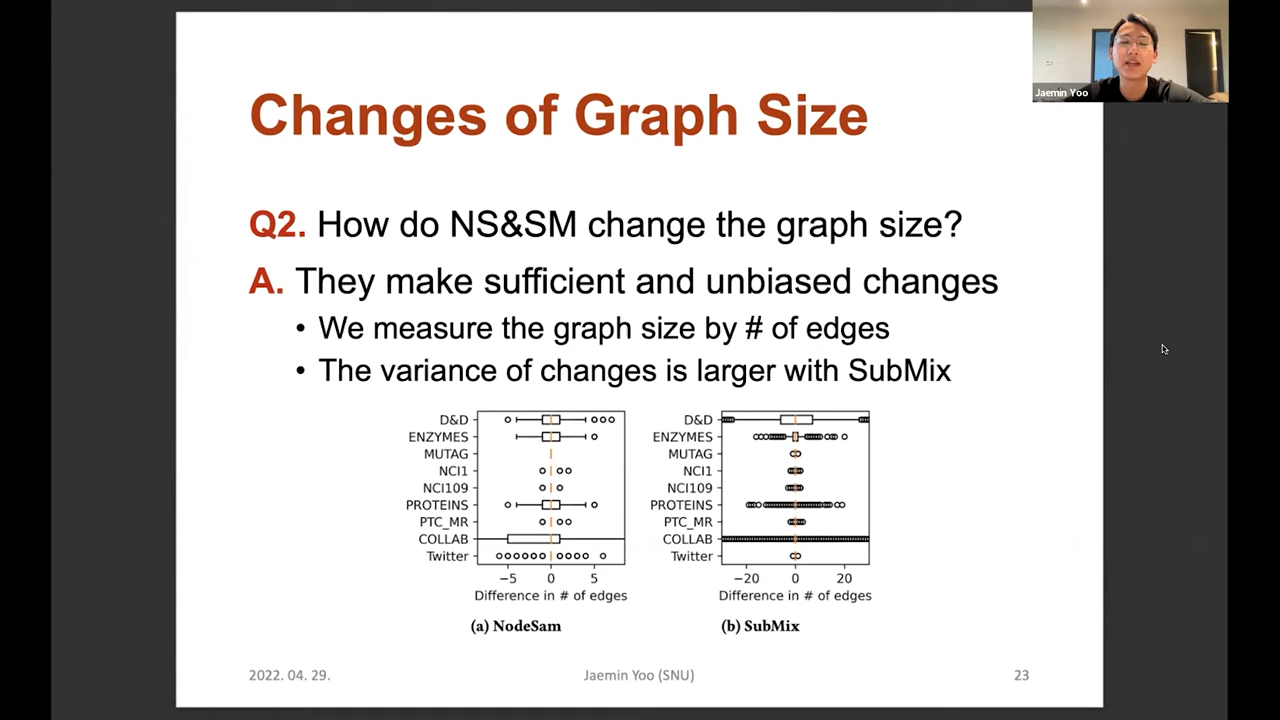 Jaemin Yoo
Changes of Graph Size
Q2. How do NS&SM change the graph size?
A. They make sufficient and unbiased changes
• We measure the graph size by # of edges
• The variance of changes is larger with SubMix
D&D
ENZYMES
MUTAG
NCI1
NCI109
PROTEINS
PTC_MR
COLLAB
Twitter
−5 0 5
Difference in # of edges
(a) NodeSam
D&D
ENZYMES
MUTAG
NCI1
NCI109
PROTEINS
PTC_MR
COLLAB
Twitter
−20 0 20
Difference in # of edges
(b) SubMix
2022. 04. 29. Jaemin Yoo (SNU) 23